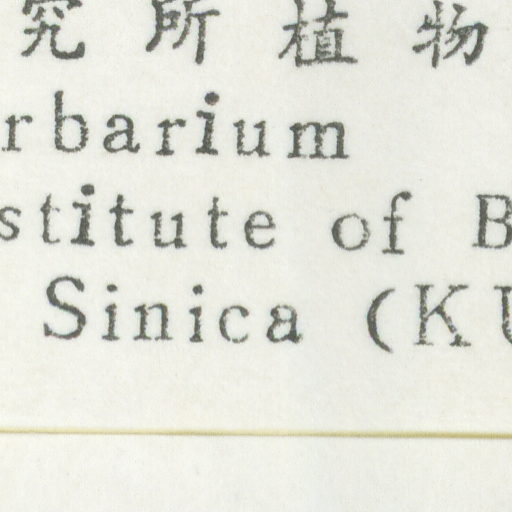 究所植物
rbarium
stitute of B
Sinica (KU